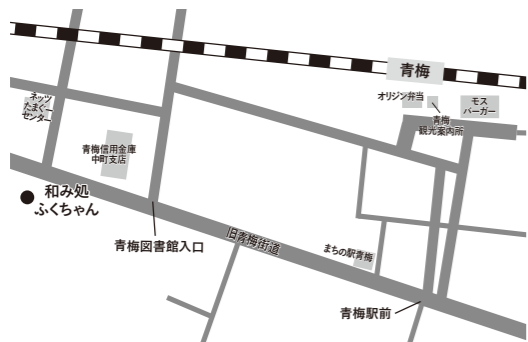 青梅
オリジン弁当
モス
バーガー
青梅
観光案内所
ネッツ
たまぐー
センター
青梅信用金庫
中町支店
和み処
ふくちゃん
青梅図書館入口
旧青梅街道
まちの駅青梅
青梅駅前